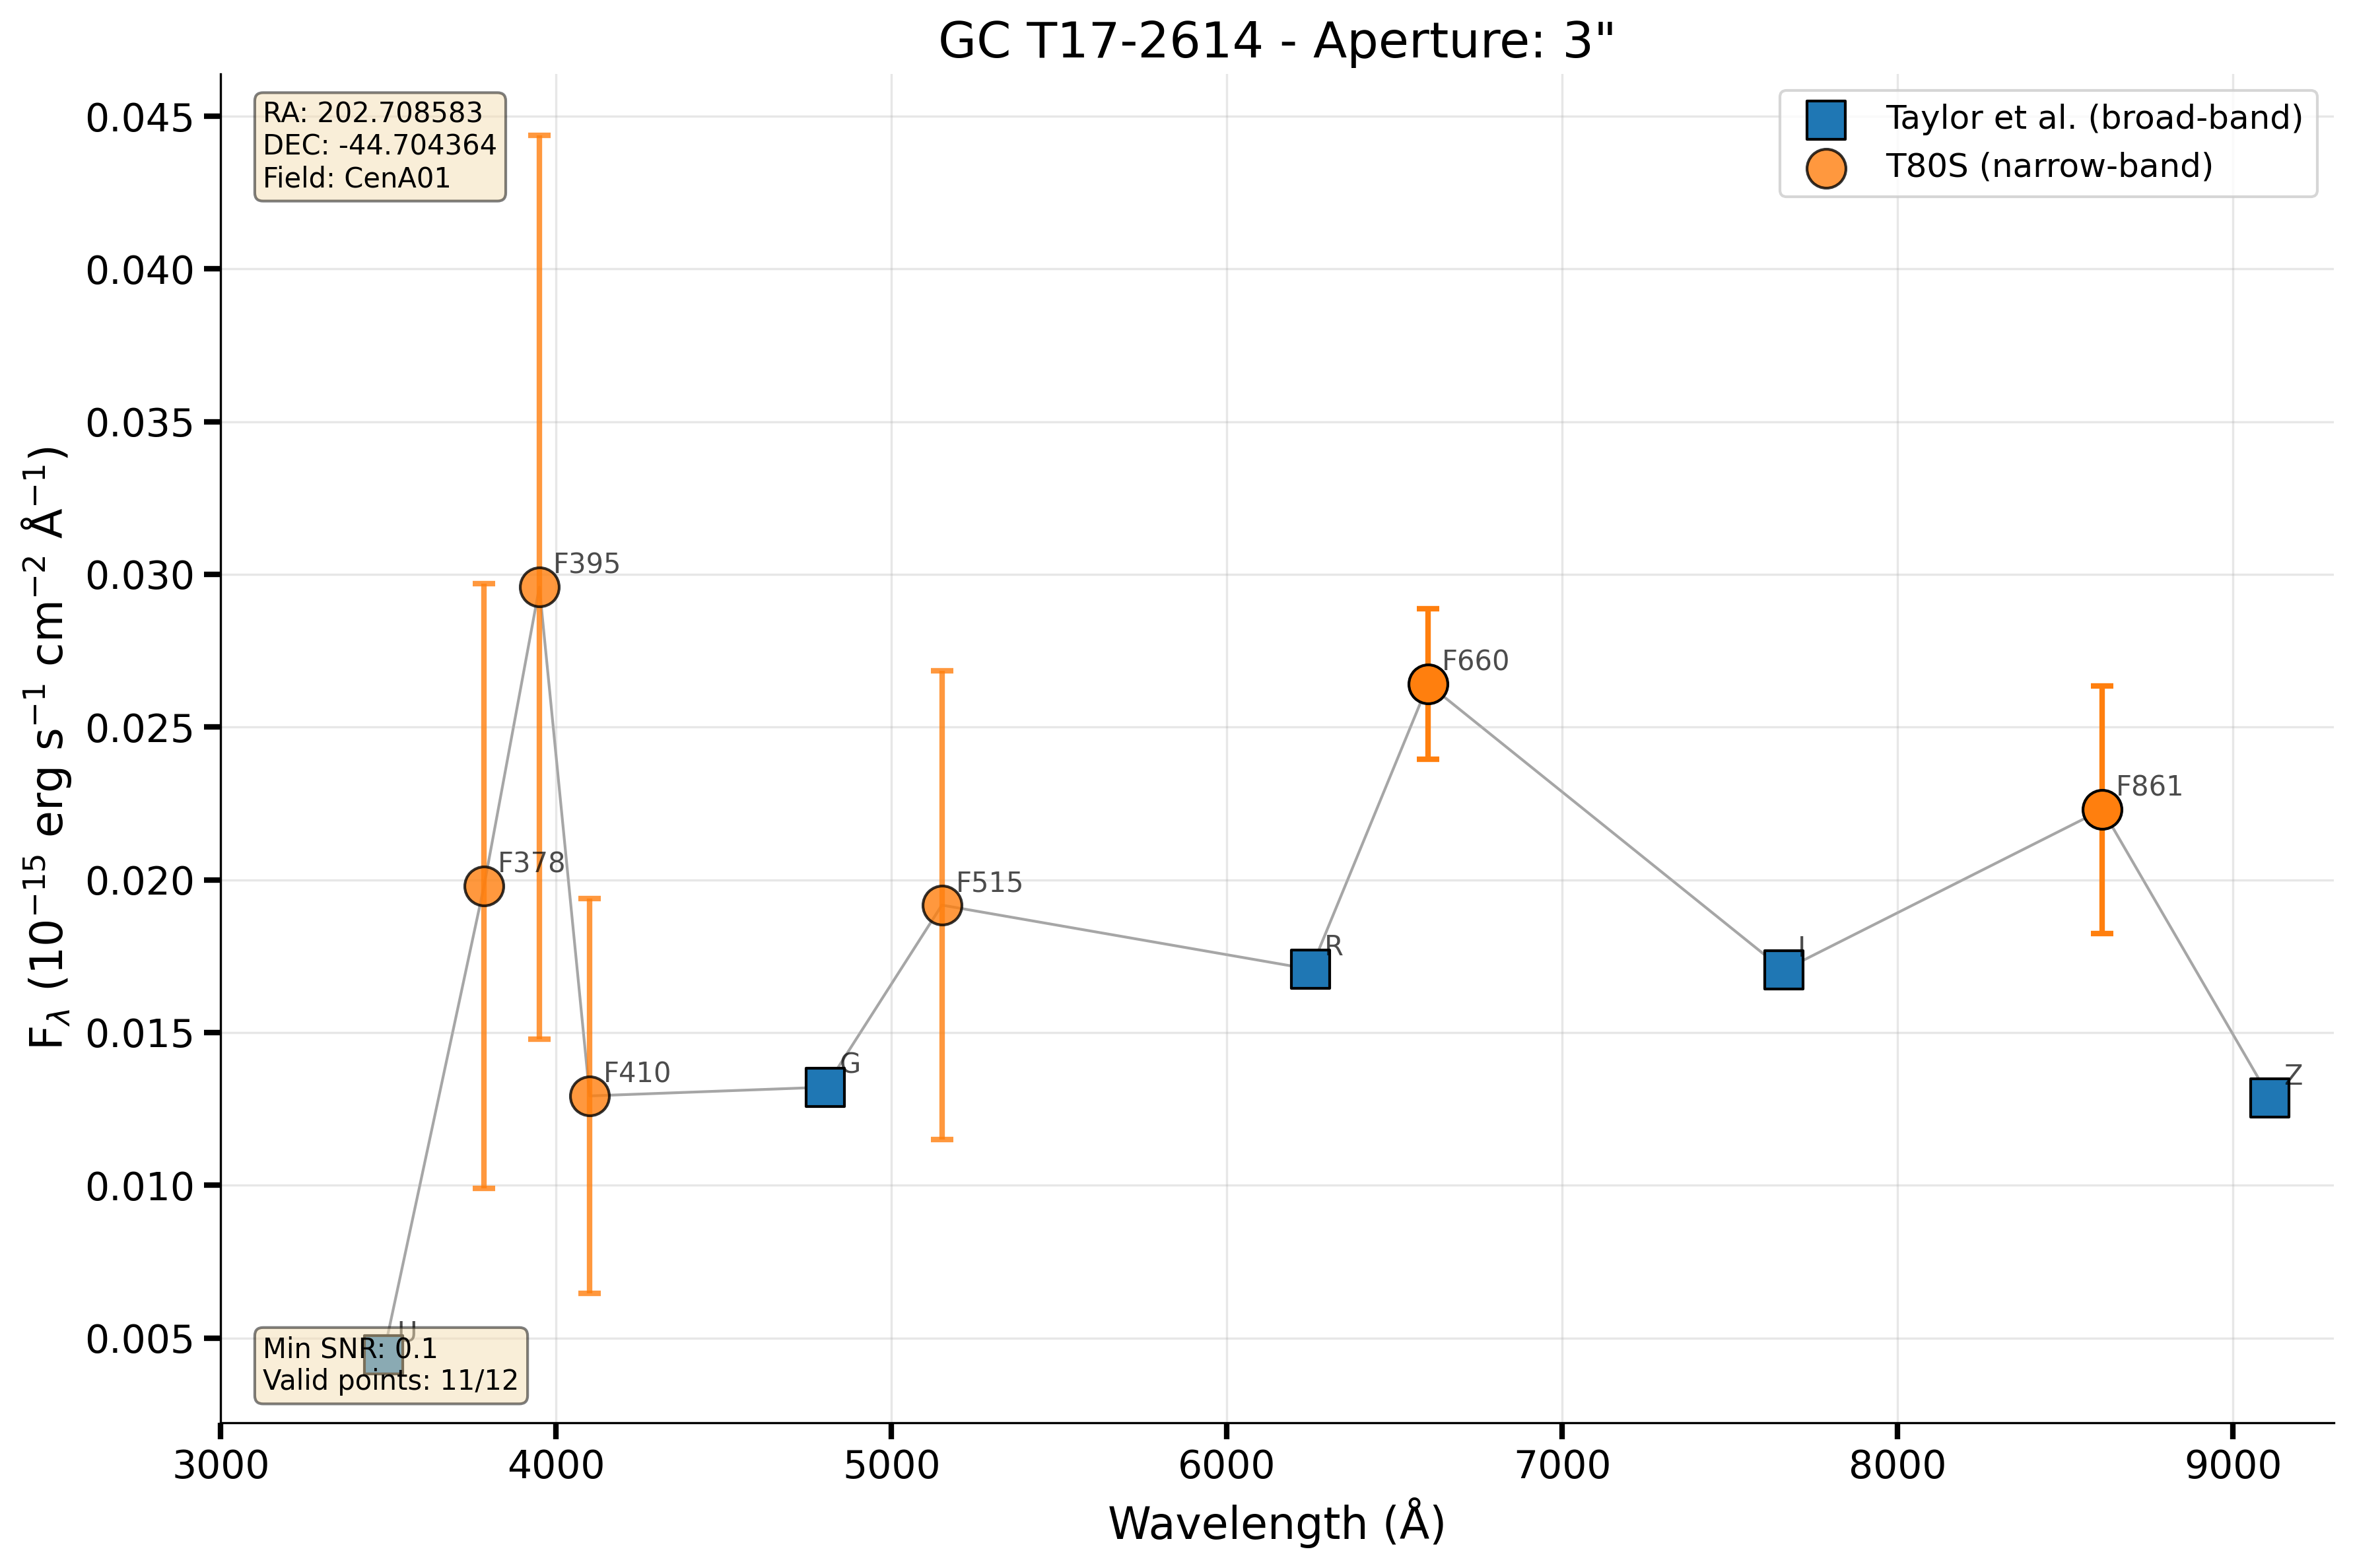 GC T17-2614 - Aperture: 3"
RA: 202.708583
DEC: -44.704364
Field: CenA01
Taylor et al. (broad-band)
T80S (narrow-band)
F$_{\lambda}$ (10$^{-15}$ erg s$^{-1}$ cm$^{-2}$ Å$^{-1}$)
0.045
0.040
0.035
0.030
0.025
0.020
0.015
0.010
0.005
U
F378
F395
F410
G
F515
R
F660
I
F861
Z
Min SNR: 0.1
Valid points: 11/12
3000
4000
5000
6000
7000
8000
9000
Wavelength (Å)